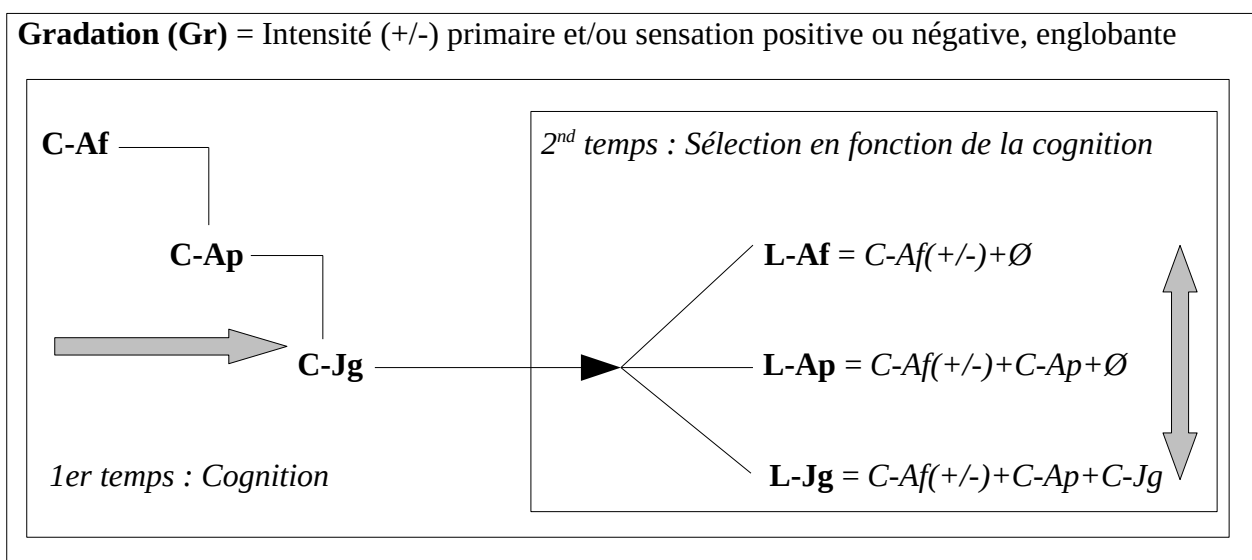 Gradation (Gr) = Intensité (+/-) primaire et/ou sensation positive ou négative, englobante
C-Af
C-Ap
C-Jg
1er temps : Cognition
2nd temps : Sélection en fonction de la cognition
L-Af = C-Af(+/-)+Ø
L-Ap = C-Af(+/-)+C-Ap+Ø
L-Jg = C-Af(+/-)+C-Ap+C-Jg